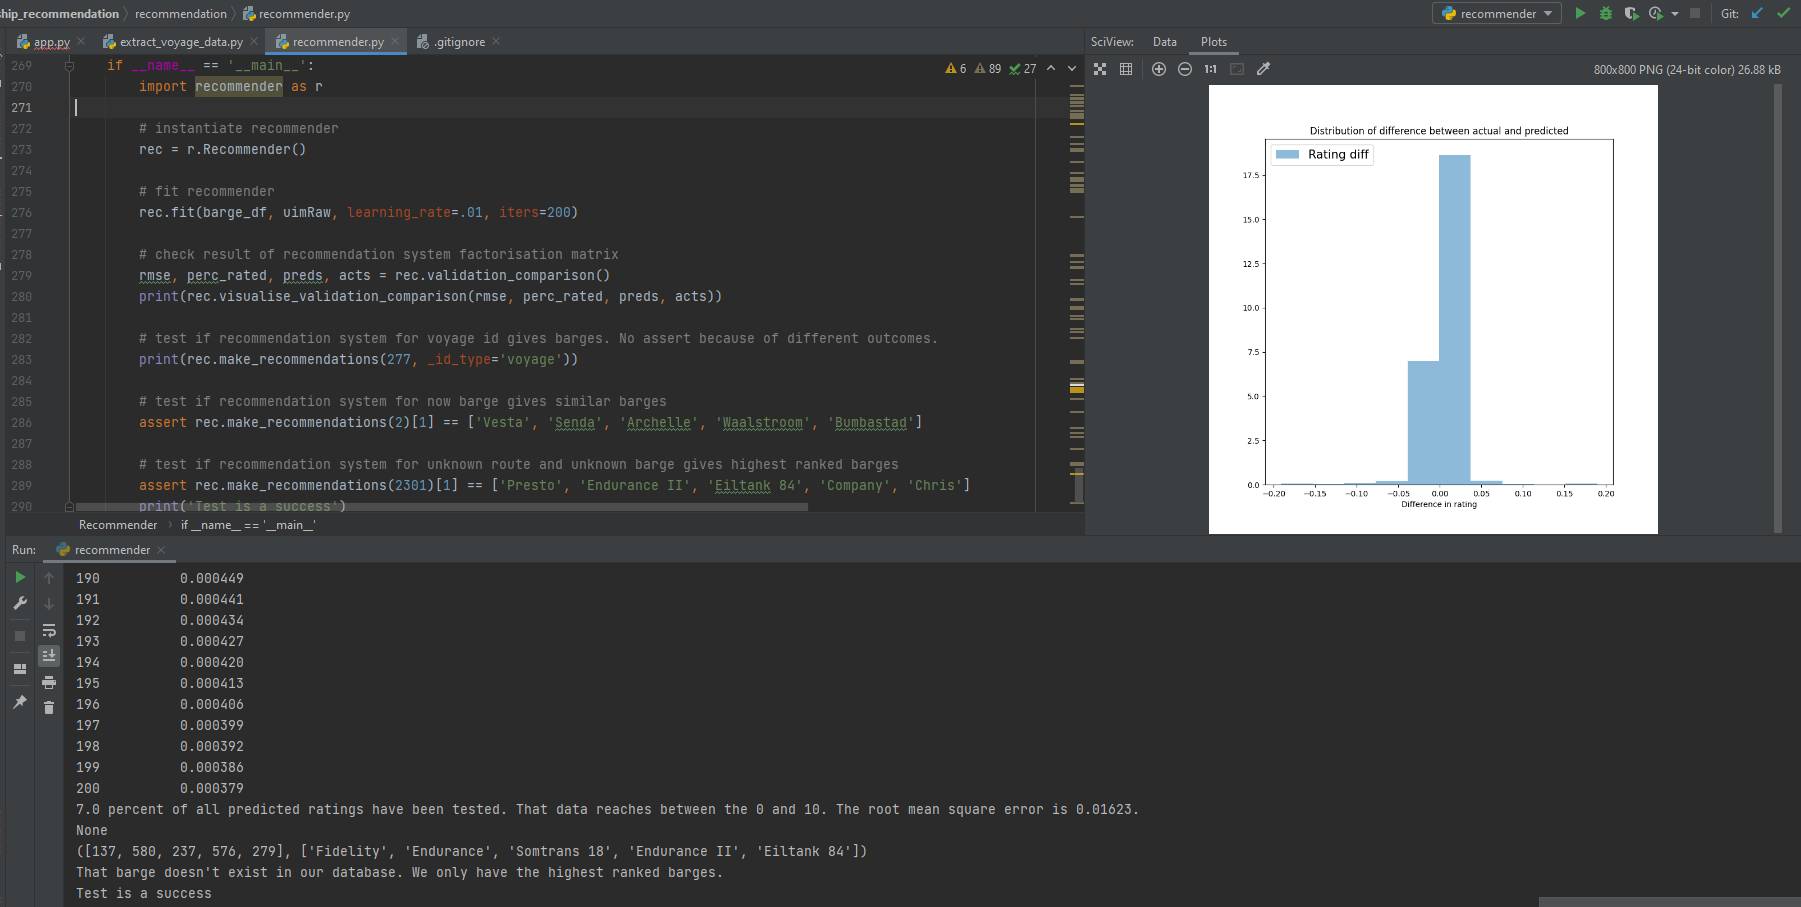 ship_recommendation › recommendation › recommender.py
recommender
Git:
app.py
extract_voyage_data.py
recommender.py
.gitignore
6 89 27
269 if __name__ == '__main__':
270 import recommender as r
271
272 # instantiate recommender
273 rec = r.Recommender()
274
275 # fit recommender
276 rec.fit(barge_df, uimRaw, learning_rate=.01, iters=200)
277
278 # check result of recommendation system factorisation matrix
279 rmse, perc_rated, preds, acts = rec.validation_comparison()
280 print(rec.visualise_validation_comparison(rmse, perc_rated, preds, acts))
281
282 # test if recommendation system for voyage id gives barges. No assert because of different outcomes.
283 print(rec.make_recommendations(277, _id_type='voyage'))
284
285 # test if recommendation system for now barge gives similar barges
286 assert rec.make_recommendations(2)[1] == ['Vesta', 'Senda', 'Archelle', 'Waalstroom', 'Bumbastad']
287
288 # test if recommendation system for unknown route and unknown barge gives highest ranked barges
289 assert rec.make_recommendations(2301)[1] == ['Presto', 'Endurance II', 'Eiltank 84', 'Company', 'Chris']
290 print('Test is a success')
Recommender › if __name__ == '__main__'
SciView: Data Plots
1:1
800x800 PNG (24-bit color) 26.88 kB
Distribution of difference between actual and predicted
Rating diff
17.5
15.0
12.5
10.0
7.5
5.0
2.5
0.0
−0.20 −0.15 −0.10 −0.05 0.00 0.05 0.10 0.15 0.20
Difference in rating
Run: recommender
190 0.000449
191 0.000441
192 0.000434
193 0.000427
194 0.000420
195 0.000413
196 0.000406
197 0.000399
198 0.000392
199 0.000386
200 0.000379
7.0 percent of all predicted ratings have been tested. That data reaches between the 0 and 10. The root mean square error is 0.01623.
None
([137, 580, 237, 576, 279], ['Fidelity', 'Endurance', 'Somtrans 18', 'Endurance II', 'Eiltank 84'])
That barge doesn't exist in our database. We only have the highest ranked barges.
Test is a success